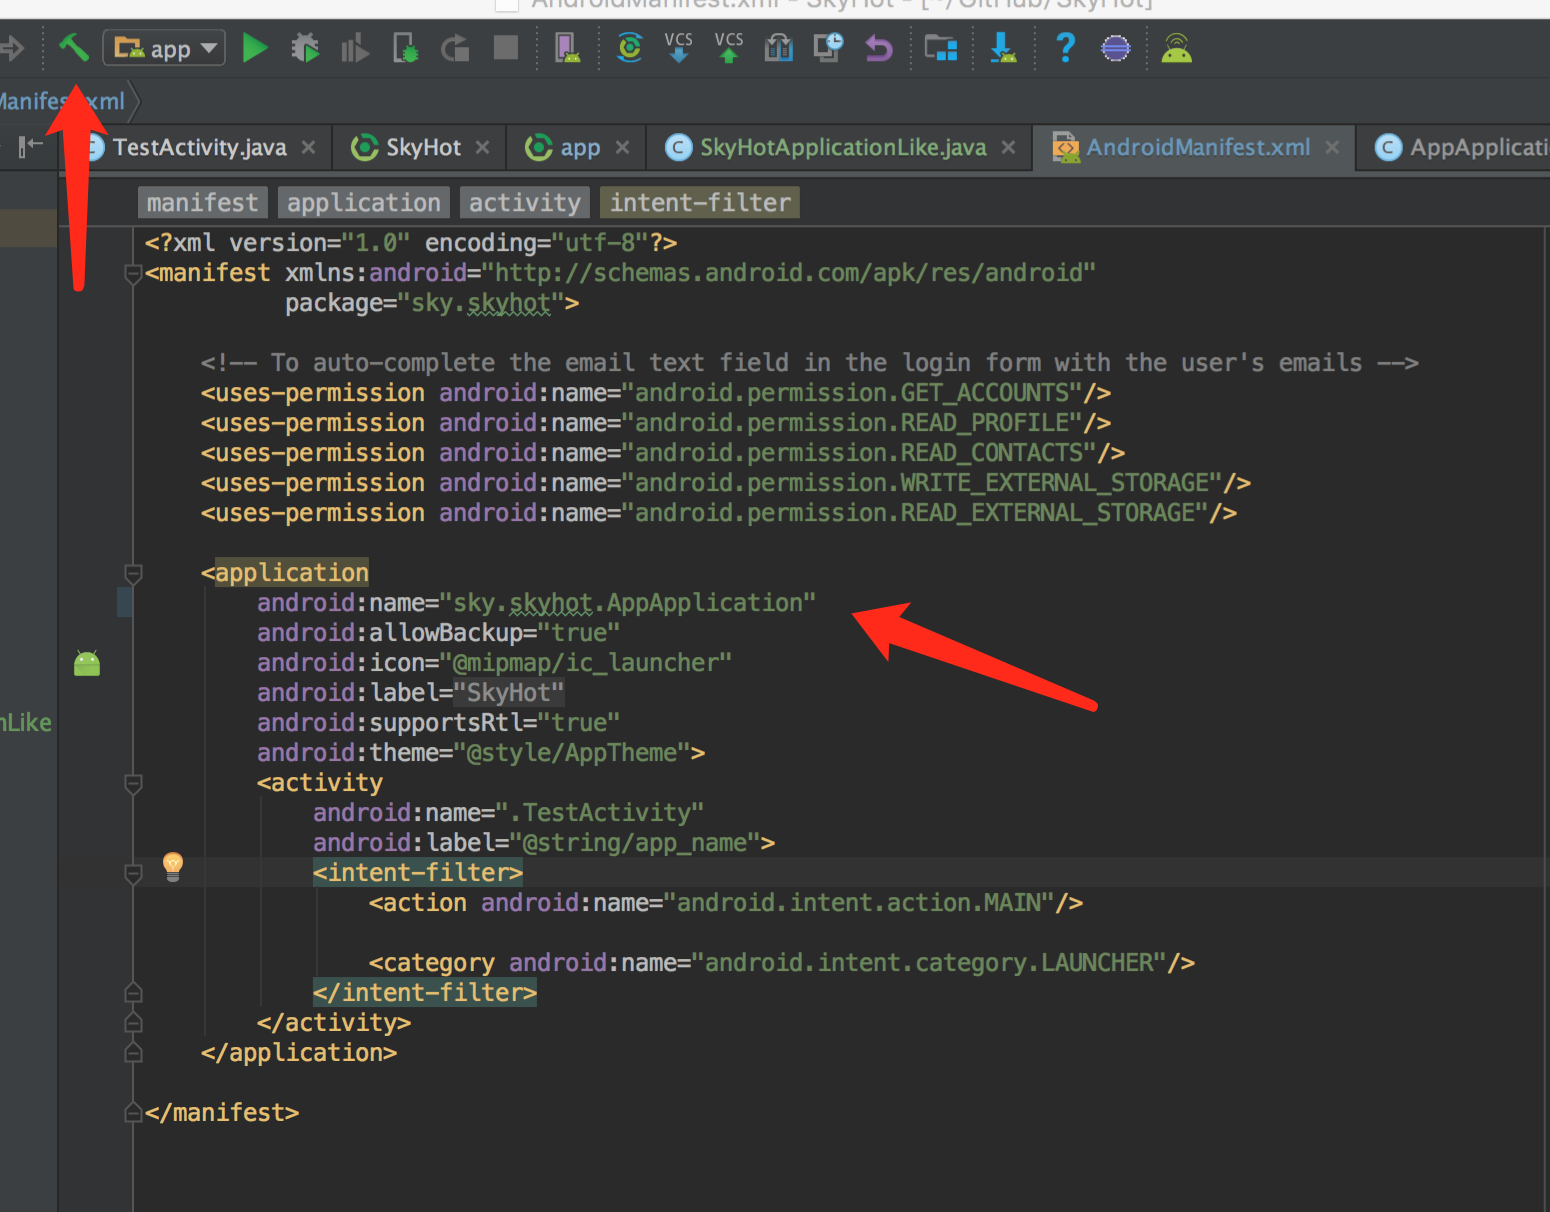 AndroidManifest.xml - SkyHot - [~/GitHub/SkyHot]
app
VCS
VCS
?
TestActivity.java
SkyHot
app
SkyHotApplicationLike.java
AndroidManifest.xml
manifest
application
activity
intent-filter
<?xml version="1.0" encoding="utf-8"?>
<manifest xmlns:android="http://schemas.android.com/apk/res/android"
package="sky.skyhot">
<!-- To auto-complete the email text field in the login form with the user's emails -->
<uses-permission android:name="android.permission.GET_ACCOUNTS"/>
<uses-permission android:name="android.permission.READ_PROFILE"/>
<uses-permission android:name="android.permission.READ_CONTACTS"/>
<uses-permission android:name="android.permission.WRITE_EXTERNAL_STORAGE"/>
<uses-permission android:name="android.permission.READ_EXTERNAL_STORAGE"/>
<application
android:name="sky.skyhot.AppApplication"
android:allowBackup="true"
android:icon="@mipmap/ic_launcher"
android:label="SkyHot"
android:supportsRtl="true"
nLike
android:theme="@style/AppTheme">
<activity
android:name=".TestActivity"
android:label="@string/app_name">
<intent-filter>
<action android:name="android.intent.action.MAIN"/>
<category android:name="android.intent.category.LAUNCHER"/>
</intent-filter>
</activity>
</application>
</manifest>